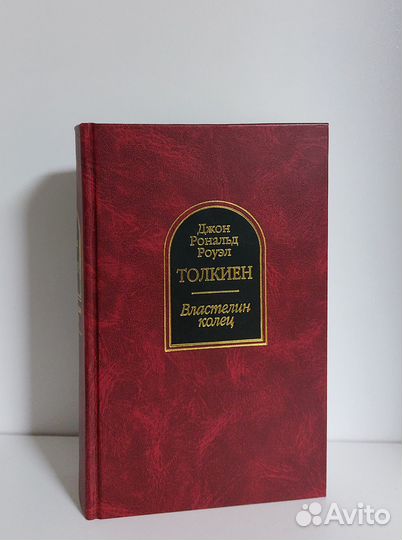 Джон
Рональд
Роуэл
ТОЛКИЕН
Властелин
колец
Avito